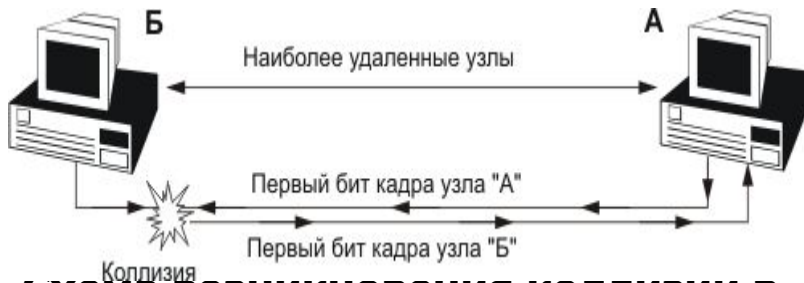 Б
А
Наиболее удаленные узлы
Первый бит кадра узла "А"
Первый бит кадра узла "Б"
Коллизия